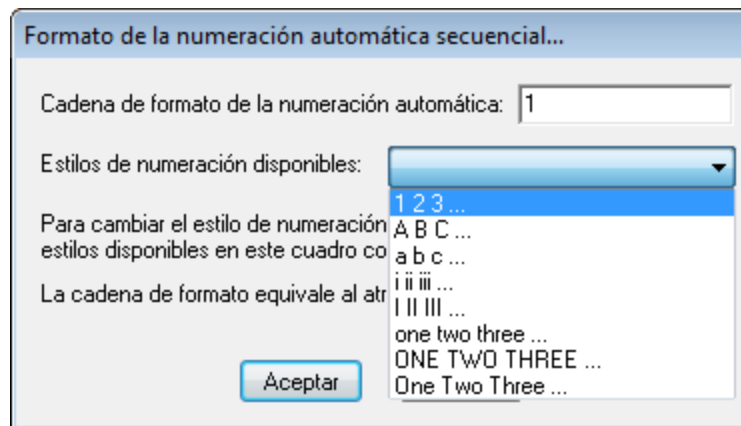 Formato de la numeración automática secuencial...
Cadena de formato de la numeración automática: 1
Estilos de numeración disponibles:
1 2 3 ...
Para cambiar el estilo de numeración
A B C ...
estilos disponibles en este cuadro co
a b c ...
i ii iii ...
La cadena de formato equivale al atr
I II III ...
one two three ...
ONE TWO THREE ...
Aceptar
One Two Three ...